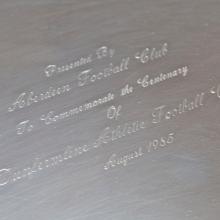 Presented By
Aberdeen Football Club
To Commemorate the Centenary
Of
Dunfermline Athletic Football C
August 1985